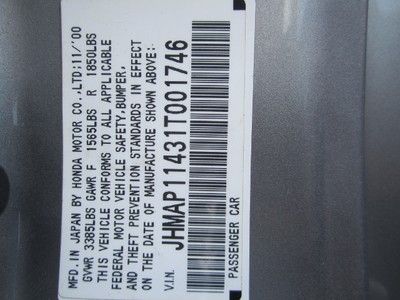 MFD.IN JAPAN BY HONDA MOTOR CO.,LTD;11/'00
GVWR 3385LBS GAWR F 1565LBS R 1850LBS
THIS VEHICLE CONFORMS TO ALL APPLICABLE
FEDERAL MOTOR VEHICLE SAFETY,BUMPER,
AND THEFT PREVENTION STANDARDS IN EFFECT
ON THE DATE OF MANUFACTURE SHOWN ABOVE:
V.I.N. JHMAP11431T001746
PASSENGER CAR